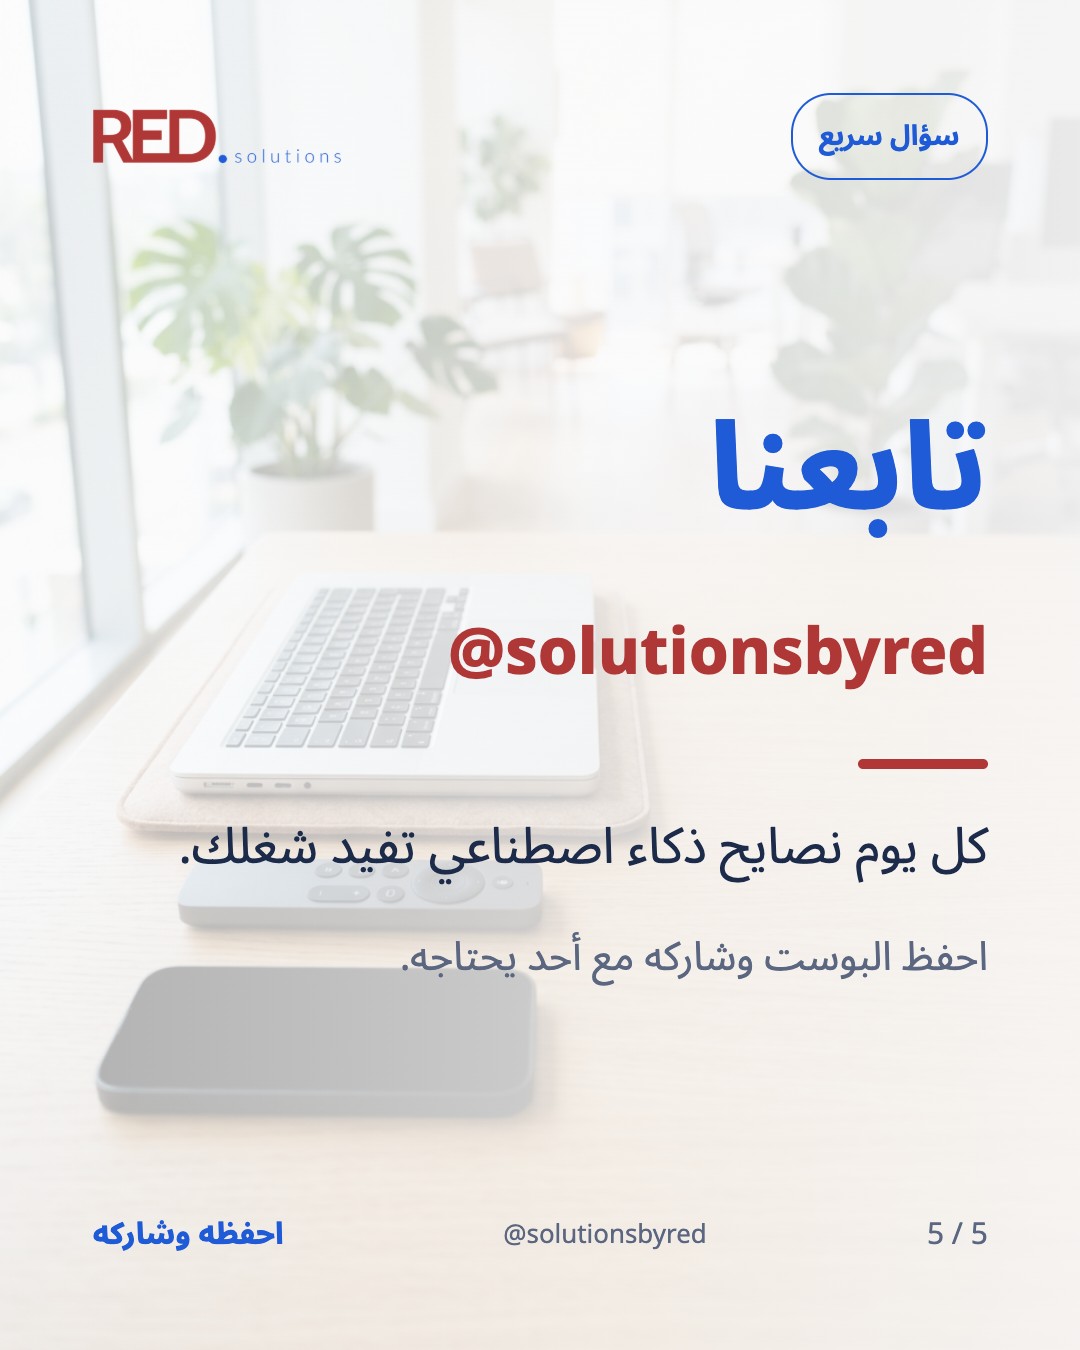 RED.solutions
سؤال سريع
تابعنا
@solutionsbyred
كل يوم نصايح ذكاء اصطناعي تفيد شغلك.
احفظ البوست وشاركه مع أحد يحتاجه.
احفظه وشاركه
@solutionsbyred
5 / 5